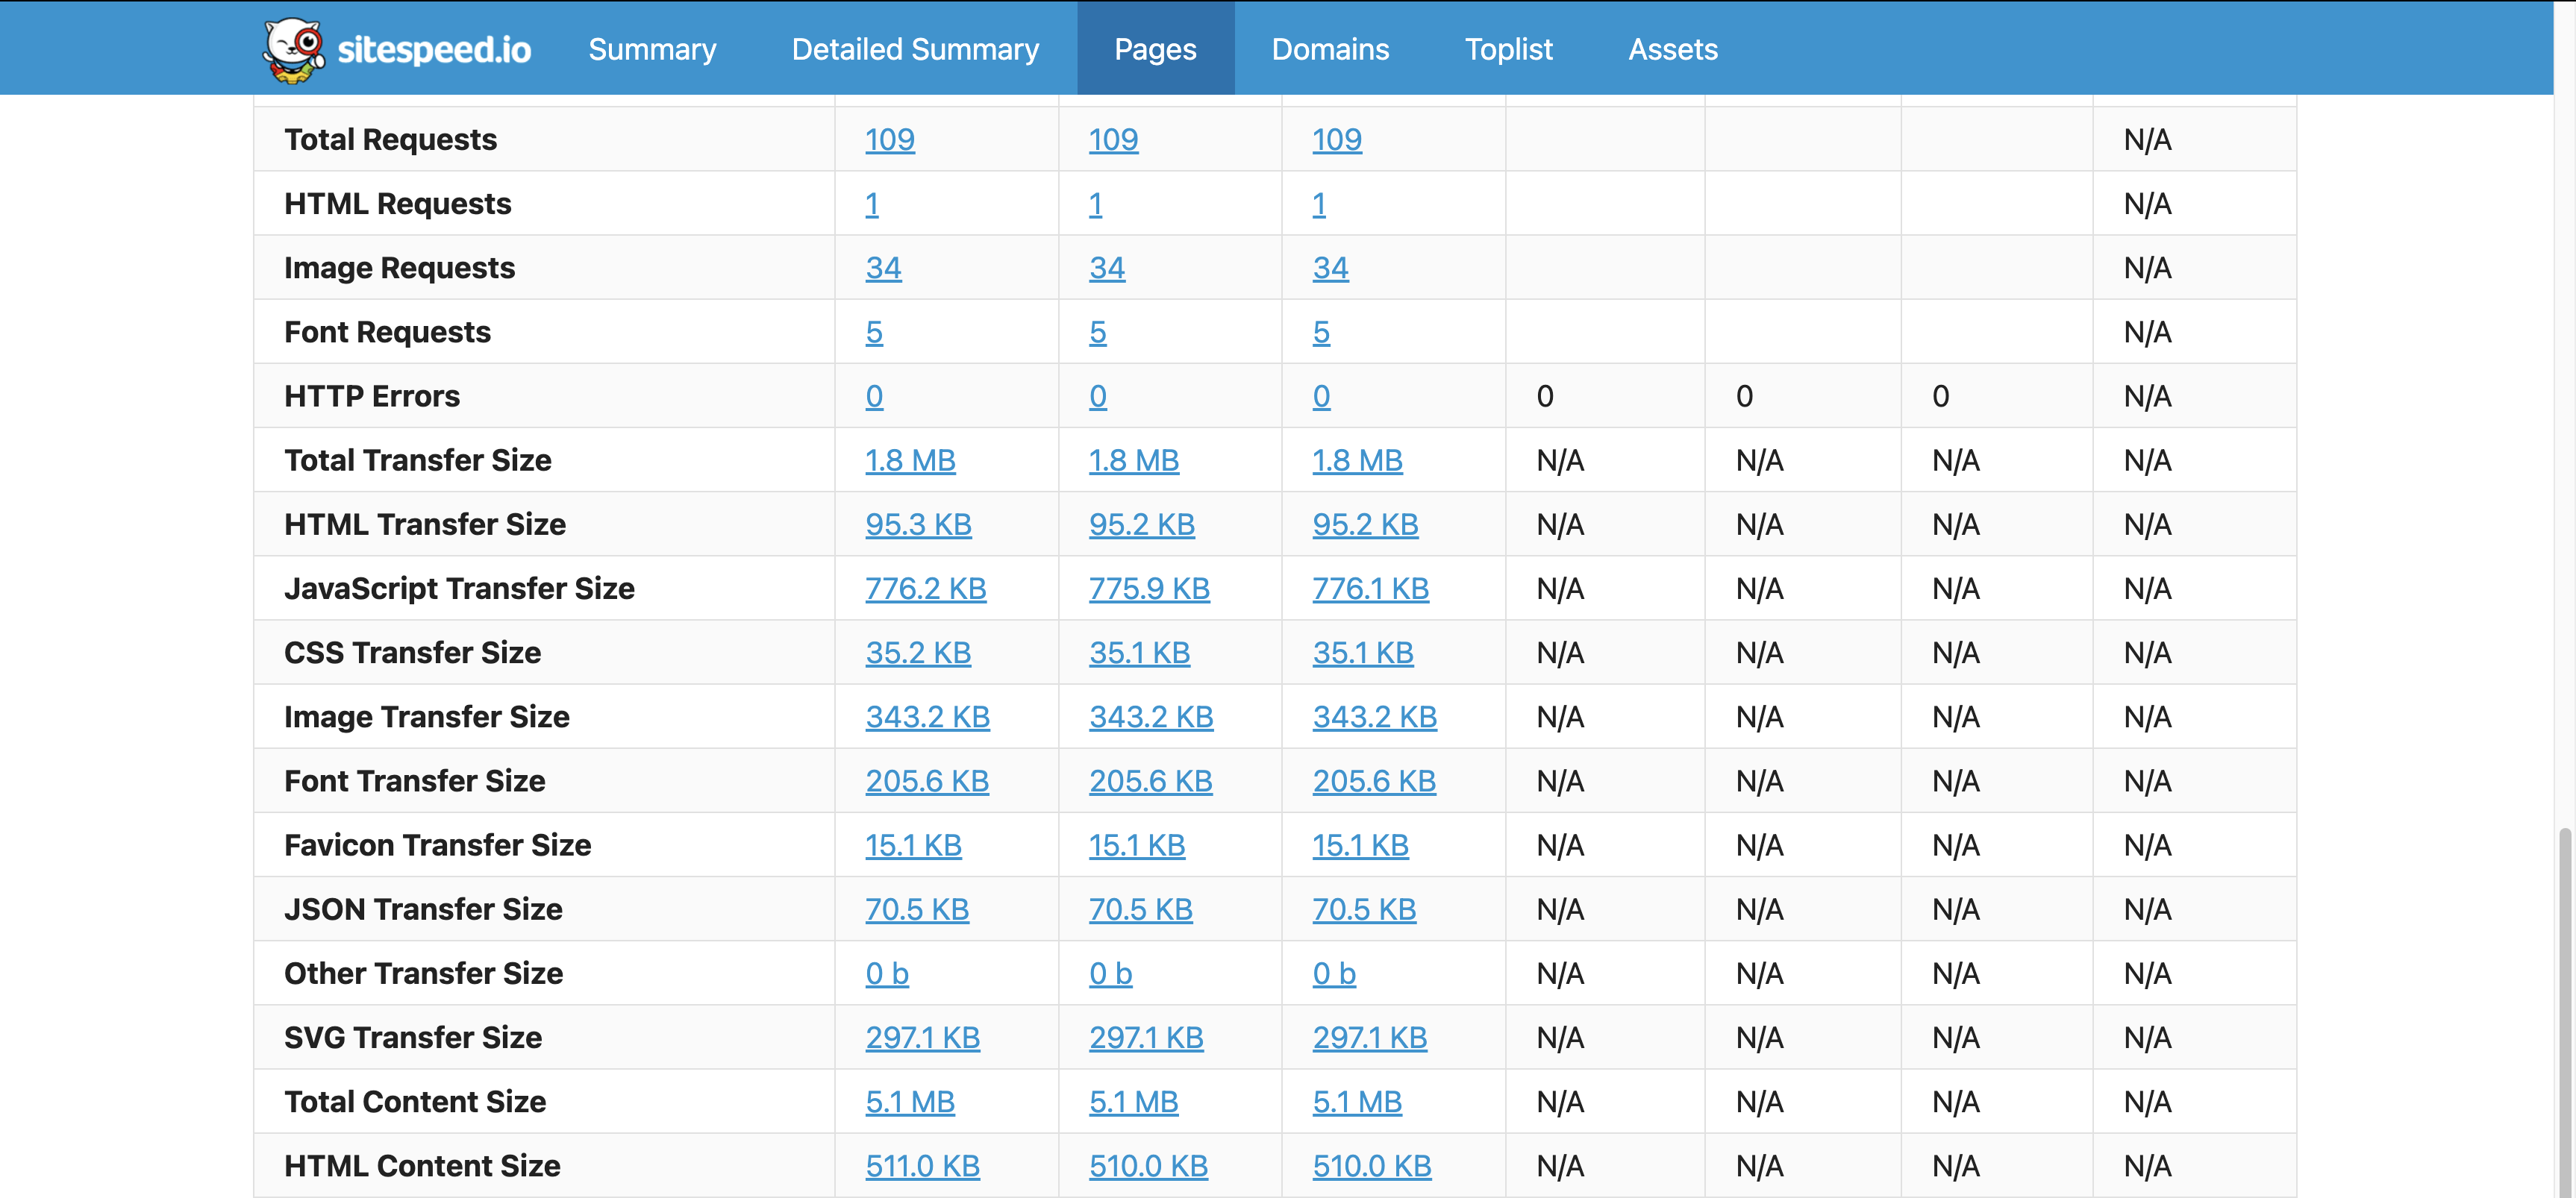 sitespeed.io Summary Detailed Summary Pages Domains Toplist Assets
Total Requests 109 109 109 N/A
HTML Requests 1 1 1 N/A
Image Requests 34 34 34 N/A
Font Requests 5 5 5 N/A
HTTP Errors 0 0 0 0 0 0 N/A
Total Transfer Size 1.8 MB 1.8 MB 1.8 MB N/A N/A N/A N/A
HTML Transfer Size 95.3 KB 95.2 KB 95.2 KB N/A N/A N/A N/A
JavaScript Transfer Size 776.2 KB 775.9 KB 776.1 KB N/A N/A N/A N/A
CSS Transfer Size 35.2 KB 35.1 KB 35.1 KB N/A N/A N/A N/A
Image Transfer Size 343.2 KB 343.2 KB 343.2 KB N/A N/A N/A N/A
Font Transfer Size 205.6 KB 205.6 KB 205.6 KB N/A N/A N/A N/A
Favicon Transfer Size 15.1 KB 15.1 KB 15.1 KB N/A N/A N/A N/A
JSON Transfer Size 70.5 KB 70.5 KB 70.5 KB N/A N/A N/A N/A
Other Transfer Size 0 b 0 b 0 b N/A N/A N/A N/A
SVG Transfer Size 297.1 KB 297.1 KB 297.1 KB N/A N/A N/A N/A
Total Content Size 5.1 MB 5.1 MB 5.1 MB N/A N/A N/A N/A
HTML Content Size 511.0 KB 510.0 KB 510.0 KB N/A N/A N/A N/A